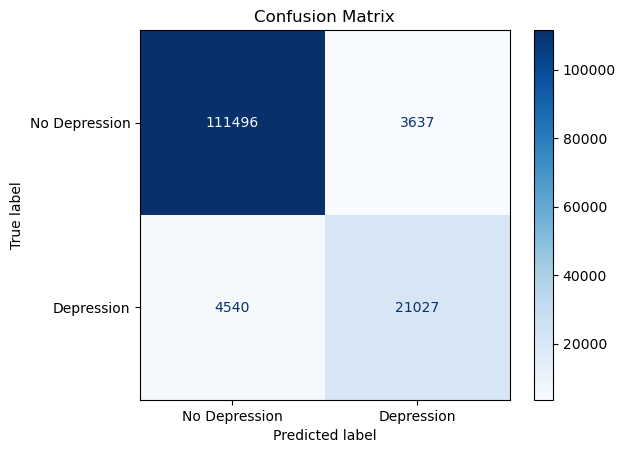 Confusion Matrix
No Depression
111496
3637
Depression
4540
21027
No Depression
Depression
Predicted label
True label
100000
80000
60000
40000
20000